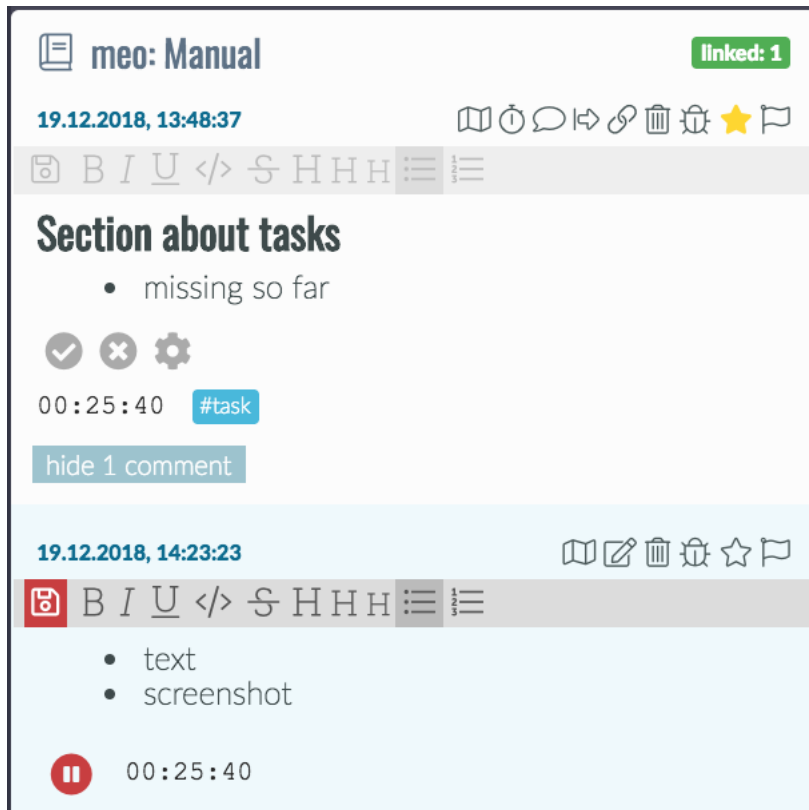 meo: Manual
linked: 1
19.12.2018, 13:48:37
B I U </> S H H H
Section about tasks
• missing so far
00:25:40 #task
hide 1 comment
19.12.2018, 14:23:23
B I U </> S H H H
• text
• screenshot
00:25:40